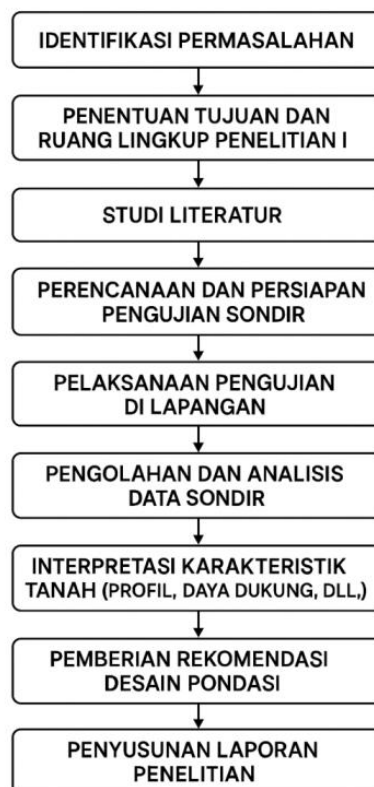 IDENTIFIKASI PERMASALAHAN
PENENTUAN TUJUAN DAN
RUANG LINGKUP PENELITIAN I
STUDI LITERATUR
PERENCANAAN DAN PERSIAPAN
PENGUJIAN SONDIR
PELAKSANAAN PENGUJIAN
DI LAPANGAN
PENGOLAHAN DAN ANALISIS
DATA SONDIR
INTERPRETASI KARAKTERISTIK
TANAH (PROFIL, DAYA DUKUNG, DLL,)
PEMBERIAN REKOMENDASI
DESAIN PONDASI
PENYUSUNAN LAPORAN
PENELITIAN